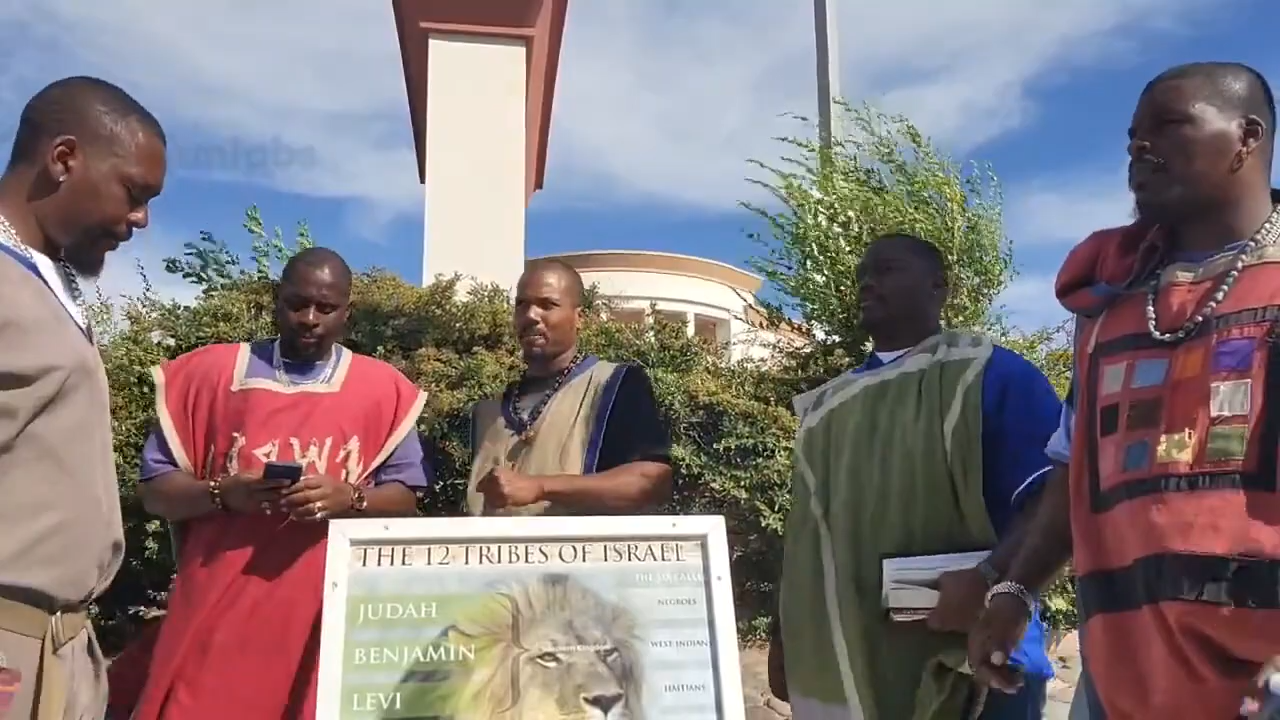 THE 12 TRIBES OF ISRAEL
JUDAH
NEGROES
BENJAMIN
WEST INDIANS
LEVI
HAITIANS